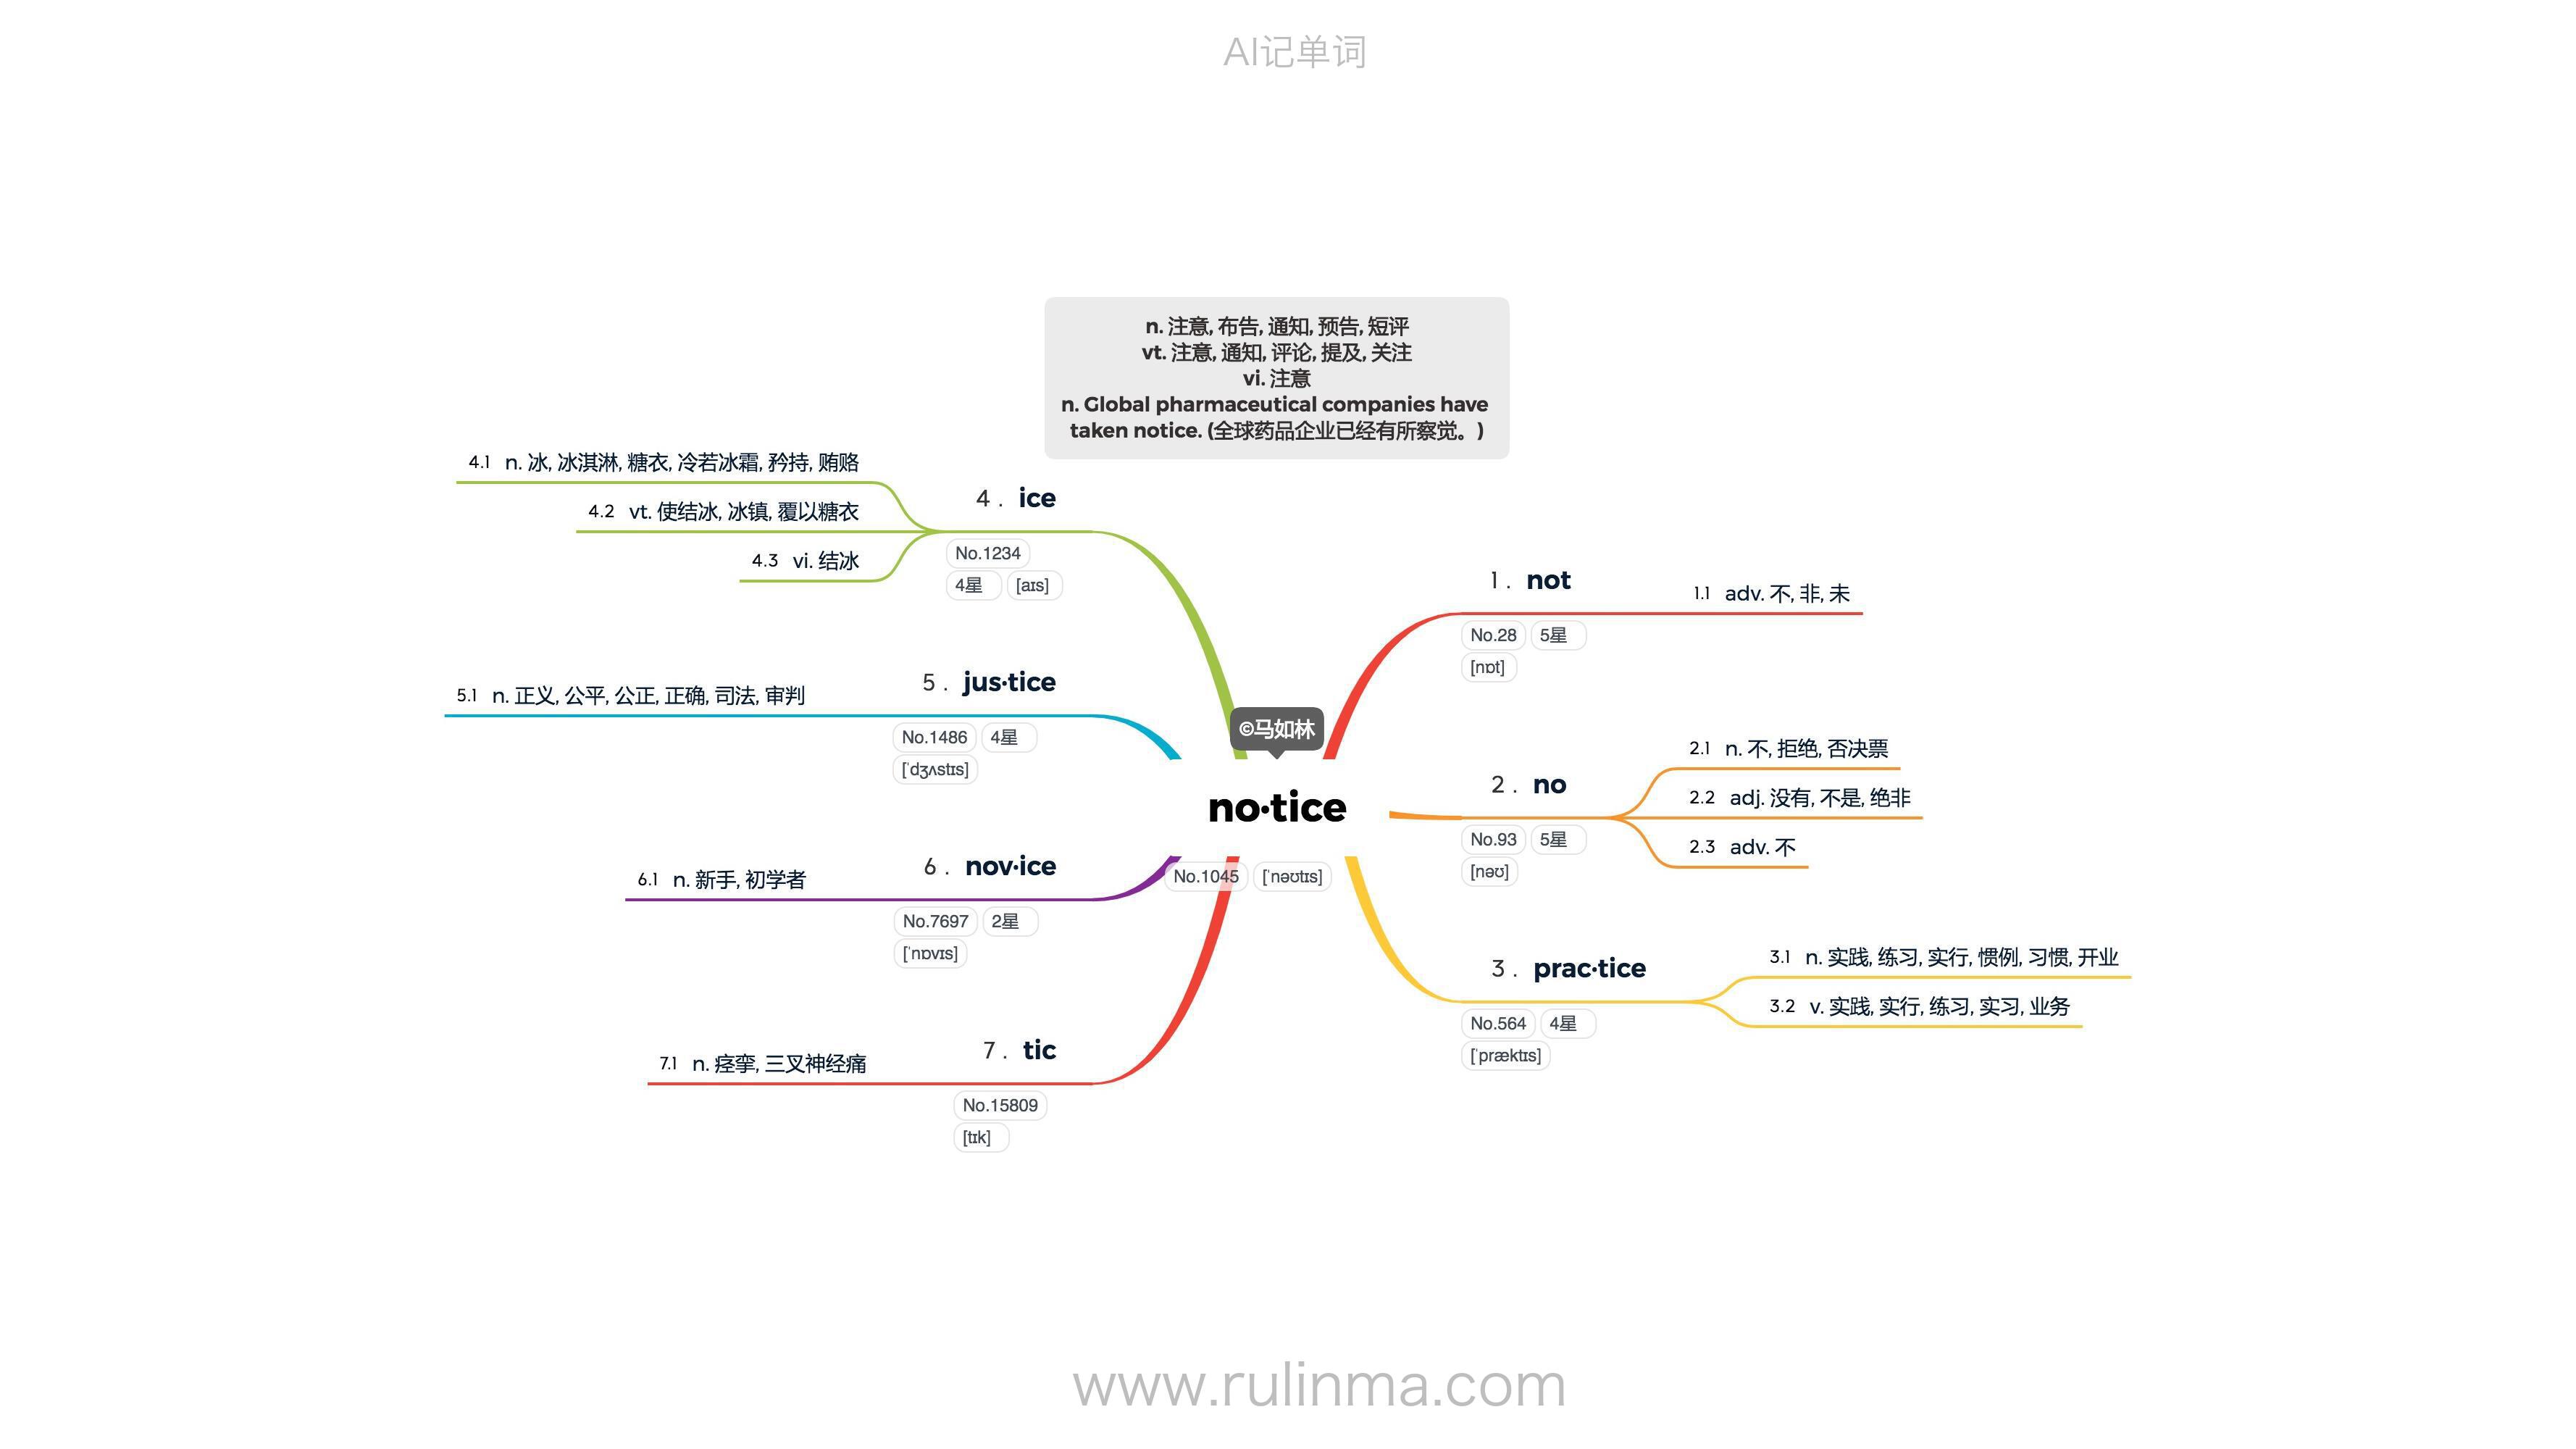 AI记单词
n. 注意, 布告, 通知, 预告, 短评
vt. 注意, 通知, 评论, 提及, 关注
vi. 注意
n. Global pharmaceutical companies have
taken notice. (全球药品企业已经有所察觉。)
©马如林
no·tice
No.1045 [ˈnəʊtɪs]
1 . not
No.28 5星
[nɒt]
1.1 adv. 不, 非, 未
2 . no
No.93 5星
[nəʊ]
2.1 n. 不, 拒绝, 否决票
2.2 adj. 没有, 不是, 绝非
2.3 adv. 不
3 . prac·tice
No.564 4星
[ˈpræktɪs]
3.1 n. 实践, 练习, 实行, 惯例, 习惯, 开业
3.2 v. 实践, 实行, 练习, 实习, 业务
4 . ice
No.1234
4星 [aɪs]
4.1 n. 冰, 冰淇淋, 糖衣, 冷若冰霜, 矜持, 贿赂
4.2 vt. 使结冰, 冰镇, 覆以糖衣
4.3 vi. 结冰
5 . jus·tice
No.1486 4星
[ˈdʒʌstɪs]
5.1 n. 正义, 公平, 公正, 正确, 司法, 审判
6 . nov·ice
No.7697 2星
[ˈnɒvɪs]
6.1 n. 新手, 初学者
7 . tic
No.15809
[tɪk]
7.1 n. 痉挛, 三叉神经痛
www.rulinma.com